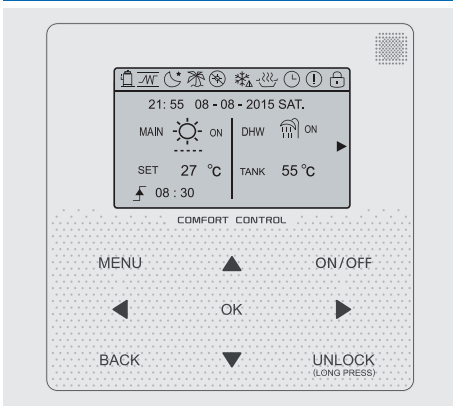 21: 55 08 - 08 - 2015 SAT.
MAIN ON DHW ON
SET 27 °C TANK 55 °C
08 : 30
COMFORT CONTROL
MENU ON/OFF
OK
BACK UNLOCK
(LONG PRESS)